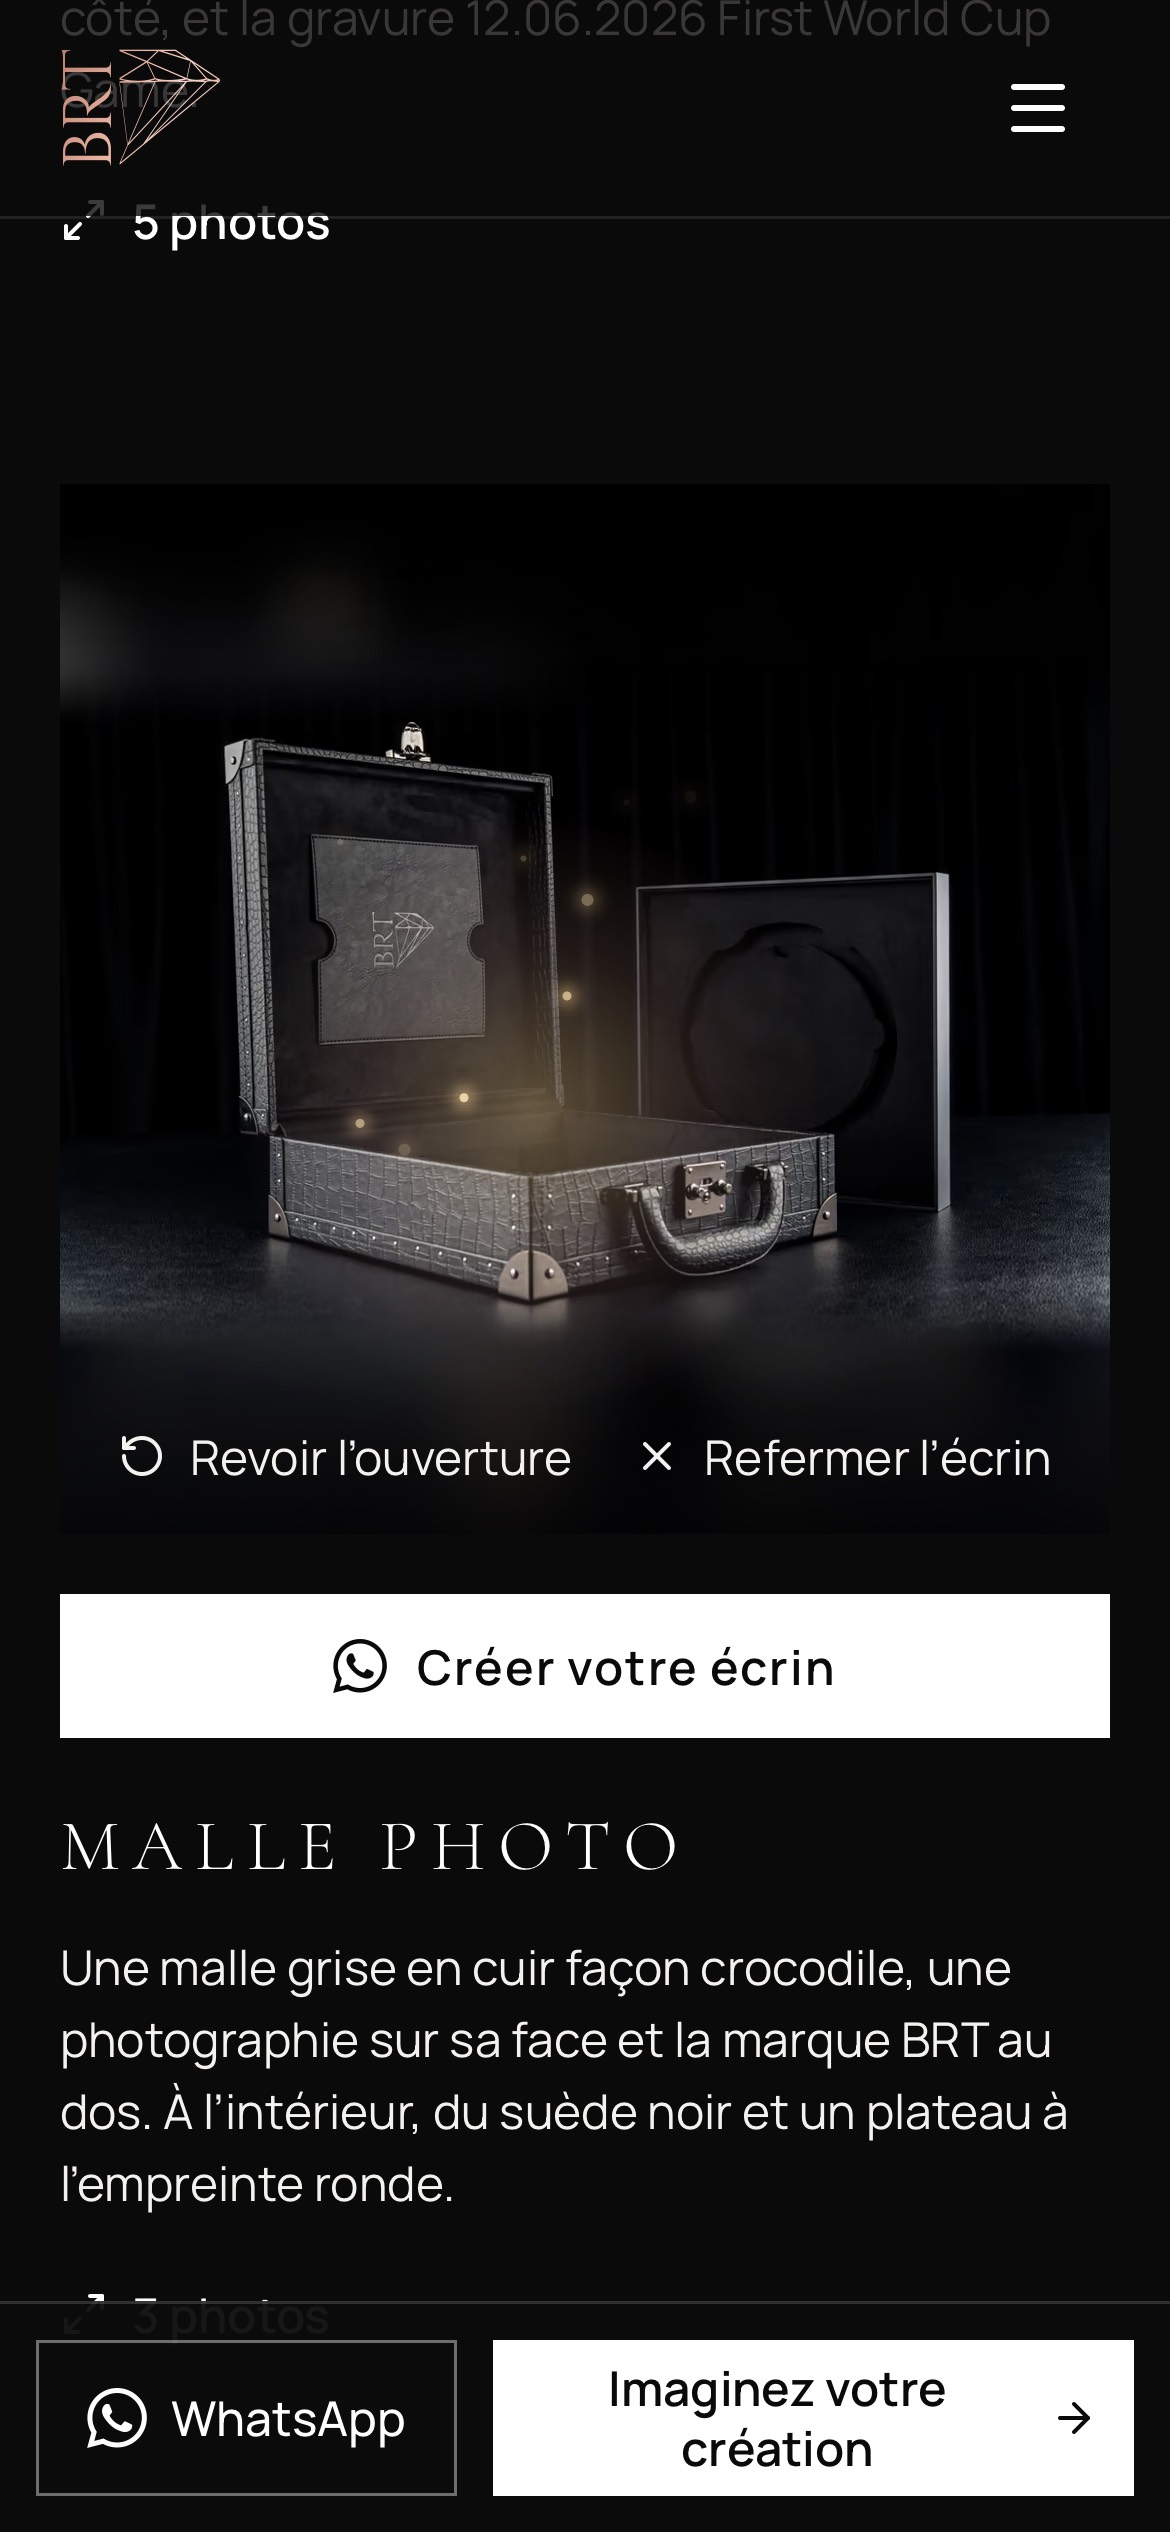 côté, et la gravure 12.06.2026 First World Cup
Game.
BRT
5 photos
BRT
Revoir l’ouverture
Refermer l’écrin
Créer votre écrin
MALLE PHOTO
Une malle grise en cuir façon crocodile, une
photographie sur sa face et la marque BRT au
dos. À l’intérieur, du suède noir et un plateau à
l’empreinte ronde.
3 photos
WhatsApp
Imaginez votre
création